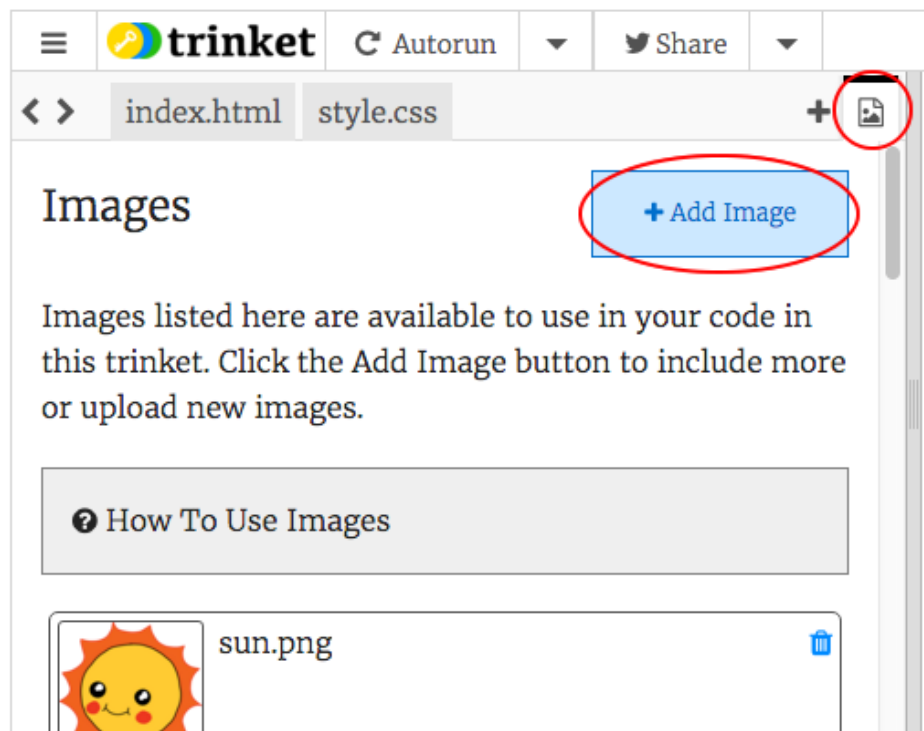 trinket Autorun Share
index.html style.css
Images
Add Image
Images listed here are available to use in your code in
this trinket. Click the Add Image button to include more
or upload new images.
How To Use Images
sun.png